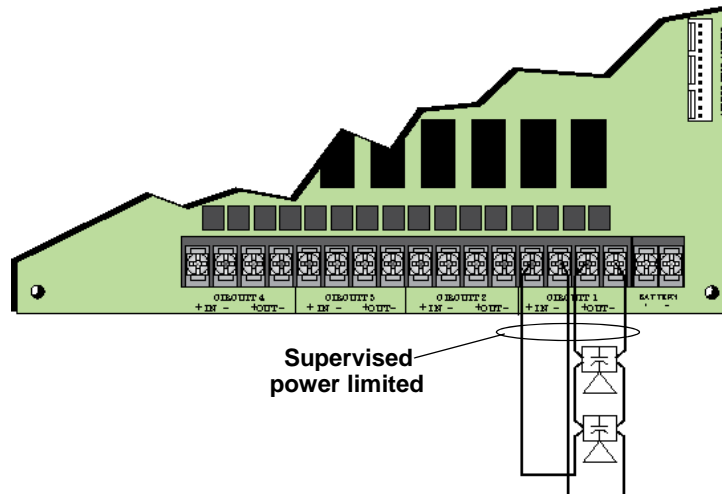 CIRCUIT 4 CIRCUIT 3 CIRCUIT 2 CIRCUIT 1 BATTERY
+ IN - +OUT- + IN - +OUT- + IN - +OUT- + IN - +OUT- + -
Supervised
power limited